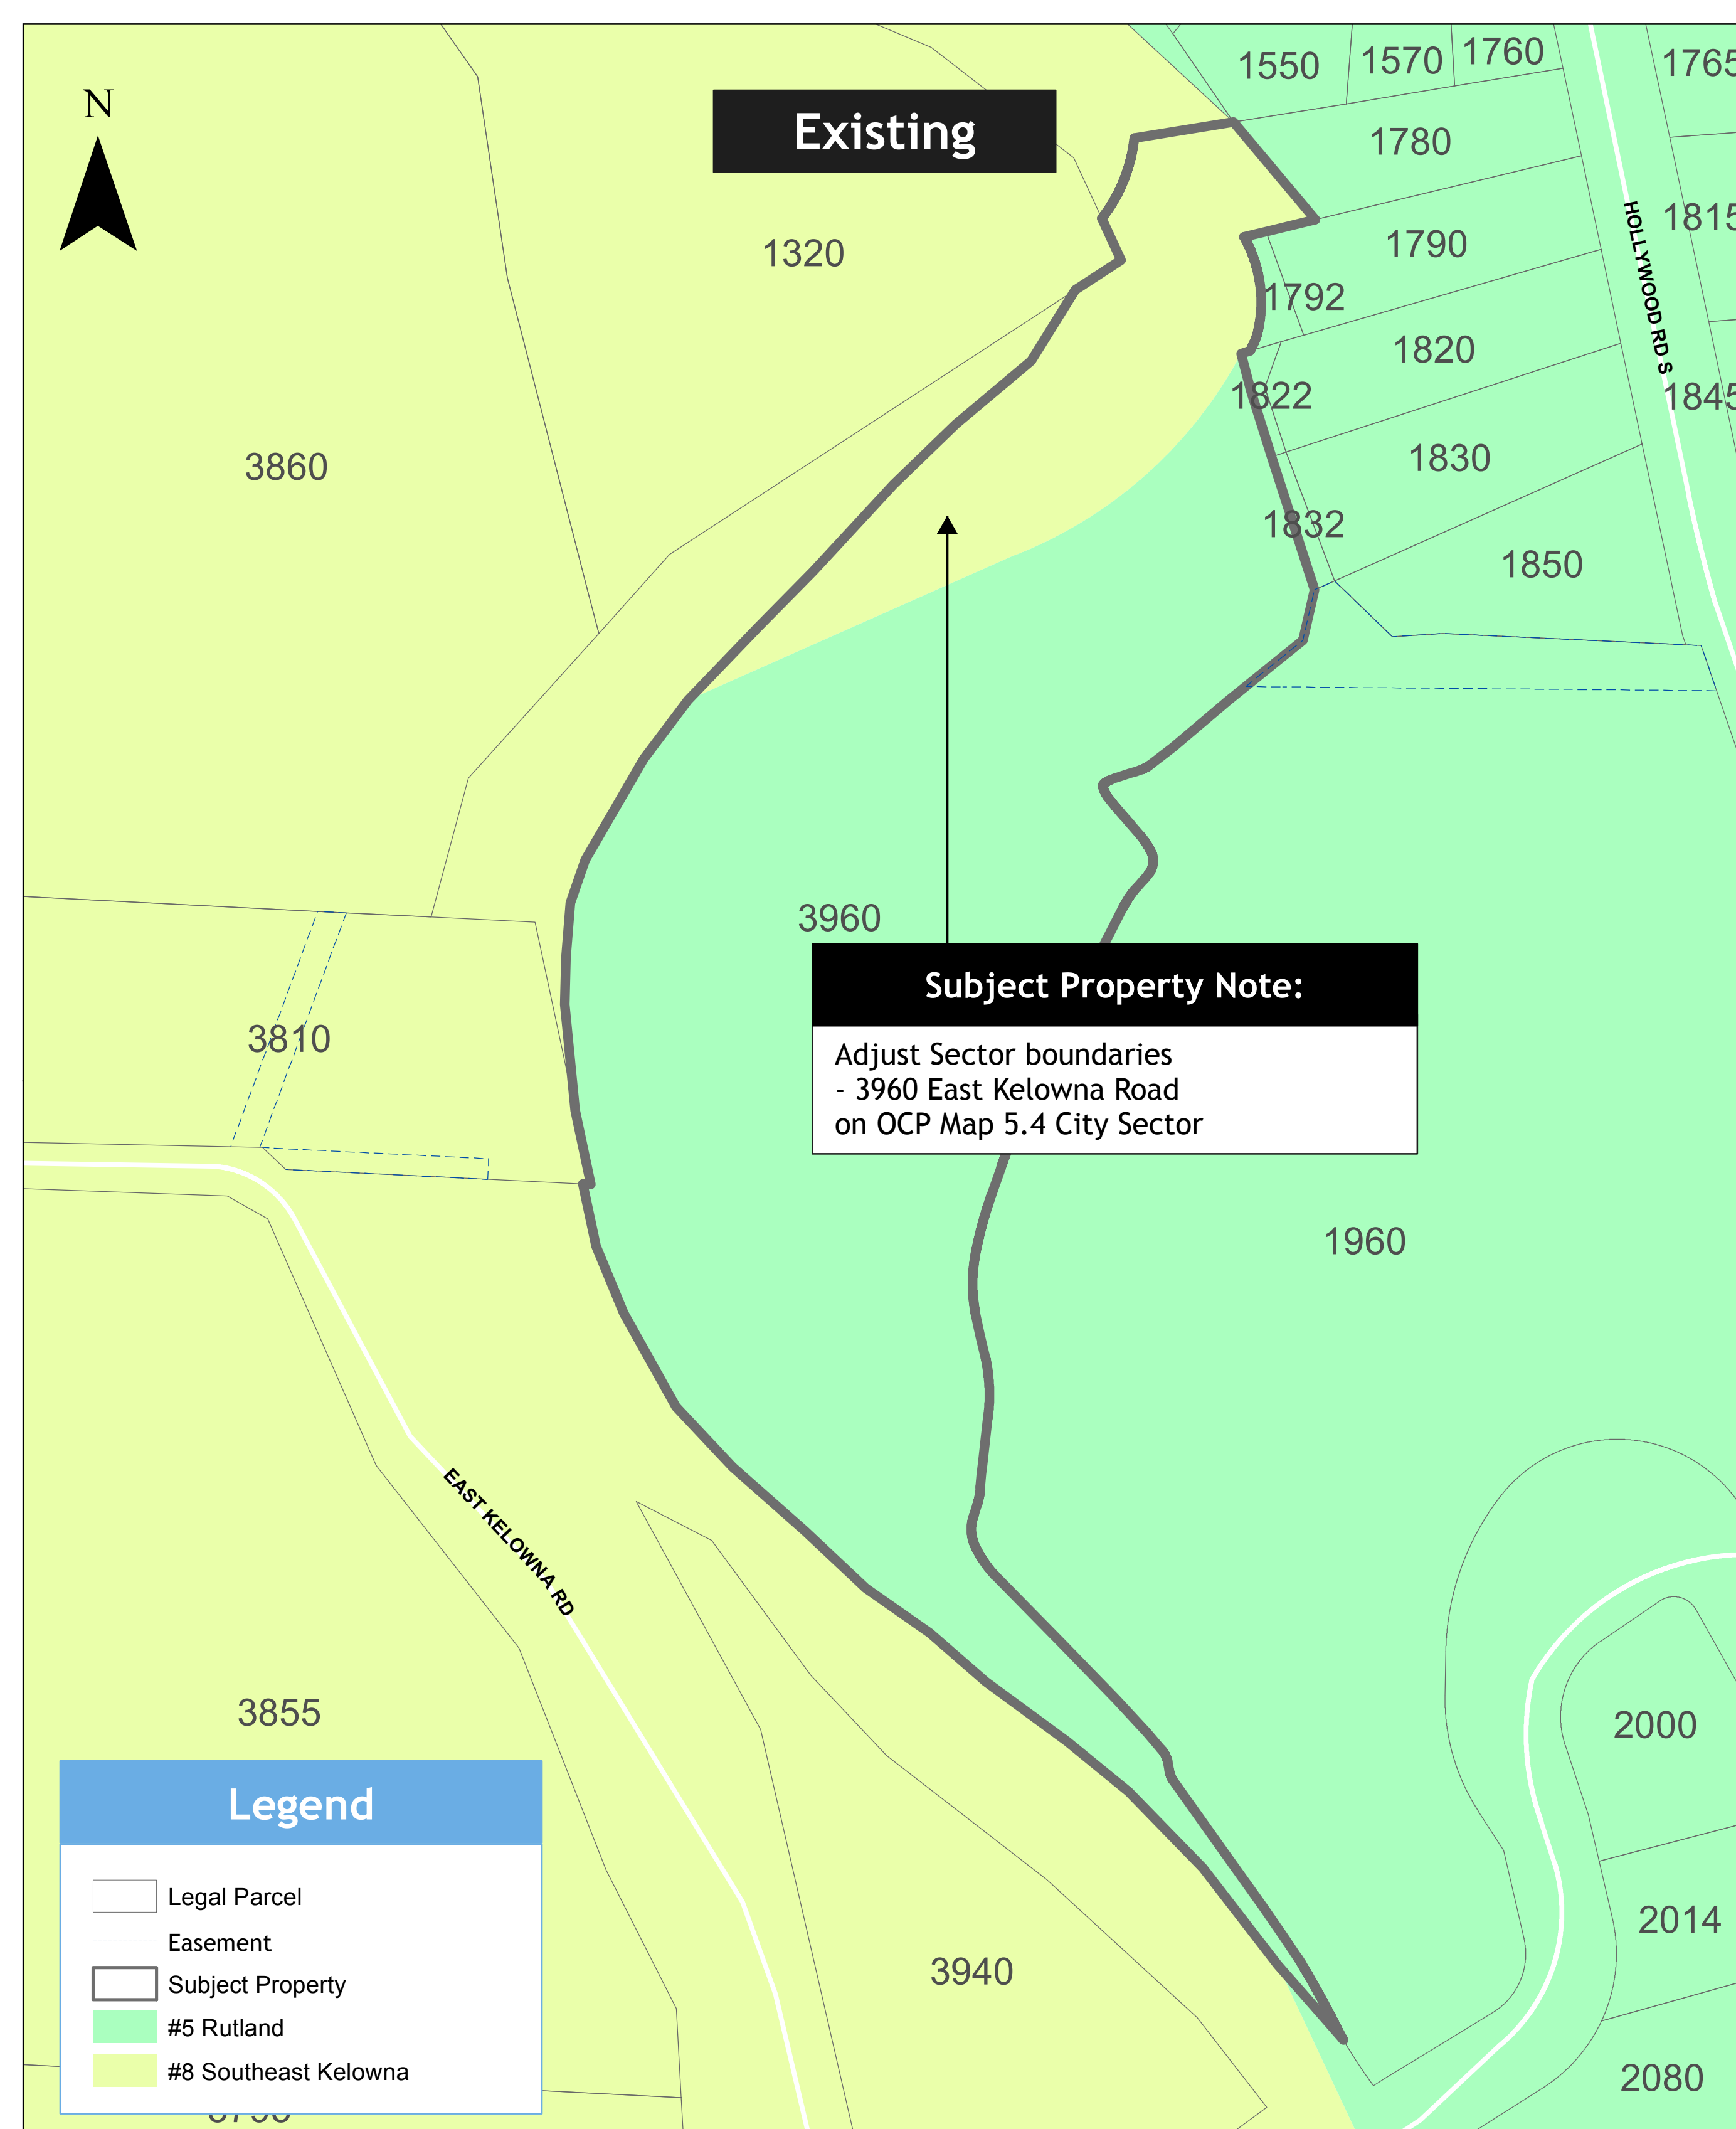 1550
1570
1760
1765
N
Existing
1780
HOLLYWOOD RD S
1815
1320
1790
1792
1820
1822
1845
3860
1830
1832
1850
3960
Subject Property Note:
3810
Adjust Sector boundaries
- 3960 East Kelowna Road
on OCP Map 5.4 City Sector
1960
EAST KELOWNA RD
3855
2000
Legend
Legal Parcel
2014
Easement
3940
Subject Property
#5 Rutland
#8 Southeast Kelowna
2080